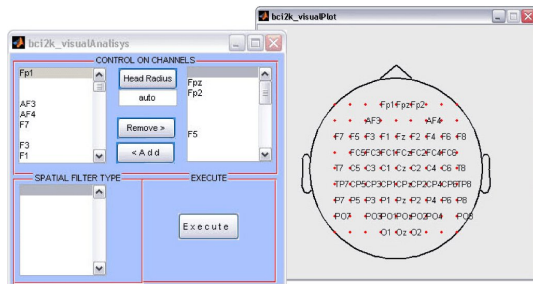 bci2k_visualAnalisys
CONTROL ON CHANNELS
Fp1
AF3
AF4
F7
F3
F1
Head Radius
auto
Remove >
< A d d
Fpz
Fp2
F5
SPATIAL FILTER TYPE
EXECUTE
Execute
bci2k_visualPlot
Fp1 Fpz Fp2
AF3 AF4
F7 F5 F3 F1 Fz F2 F4 F6 F8
FC5 FC3 FC1 FCz FC2 FC4 FC6
T7 C5 C3 C1 Cz C2 C4 C6 T8
TP7 CP5 CP3 CP1 CPz CP2 CP4 CP6 TP8
P7 P5 P3 P1 Pz P2 P4 P6 P8
PO7 PO3 PO1 POz PO2 PO4 PO8
O1 Oz O2